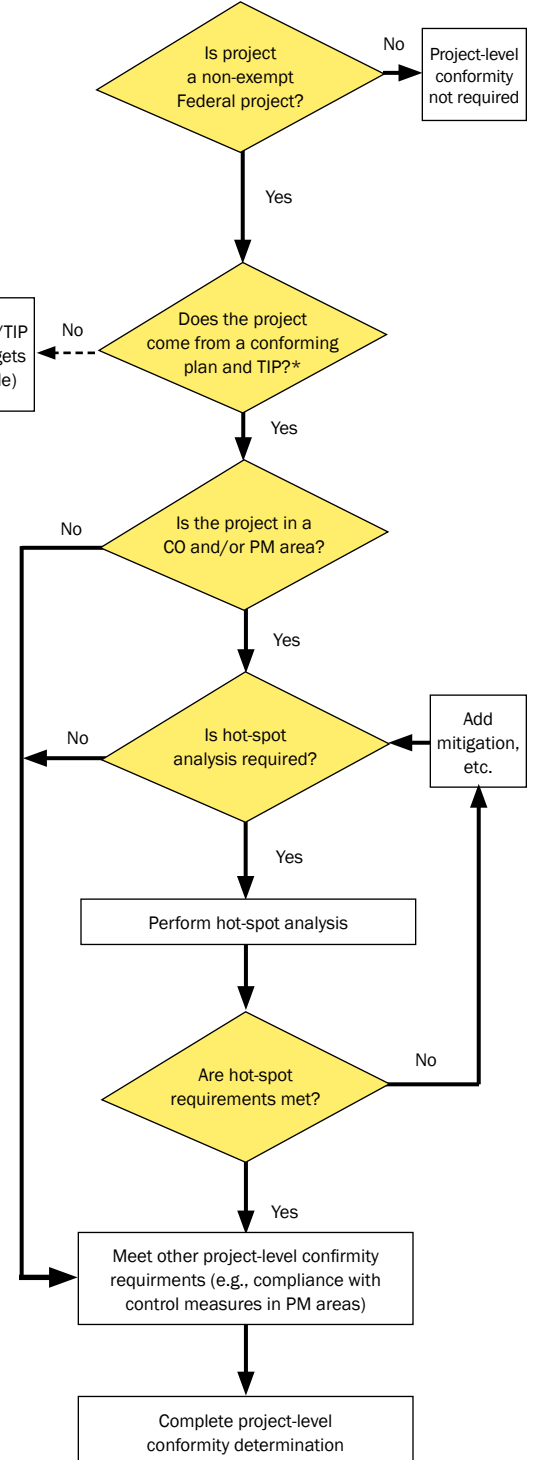 Is project
a non-exempt
Federal project?
No
Project-level
conformity
not required
Yes
/TIP
Does the project
come from a conforming
plan and TIP?*
No
Yes
Is the project in a
CO and/or PM area?
No
Yes
Is hot-spot
analysis required?
No
Add
mitigation,
etc.
Yes
Perform hot-spot analysis
Are hot-spot
requirements met?
No
Yes
Meet other project-level confirmity
requirments (e.g., compliance with
control measures in PM areas)
Complete project-level
conformity determination